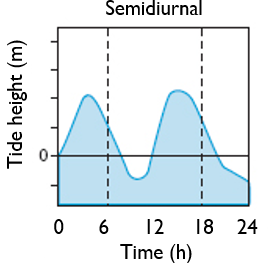 Semidiurnal
Tide height (m)
0
0 6 12 18 24
Time (h)